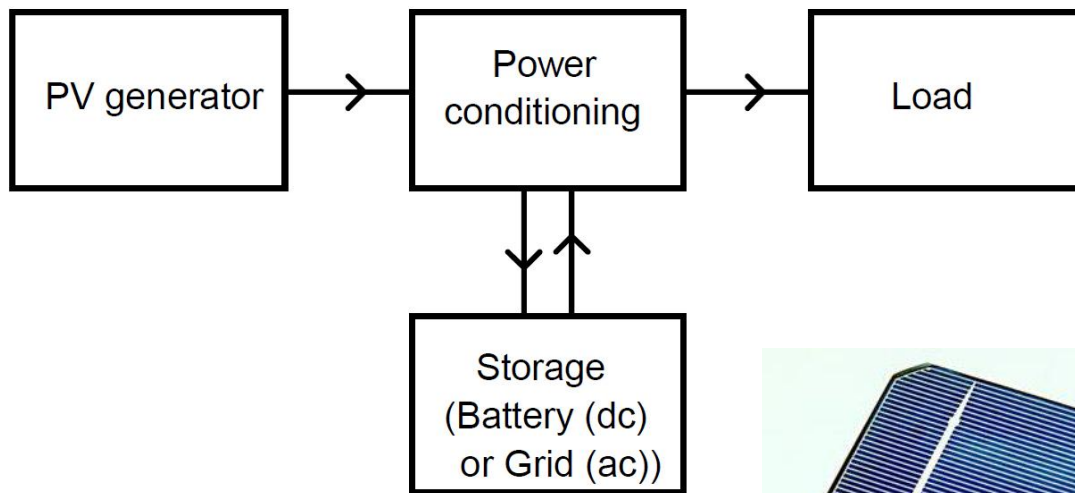 PV generator
Power
conditioning
Load
Storage
(Battery (dc)
or Grid (ac))